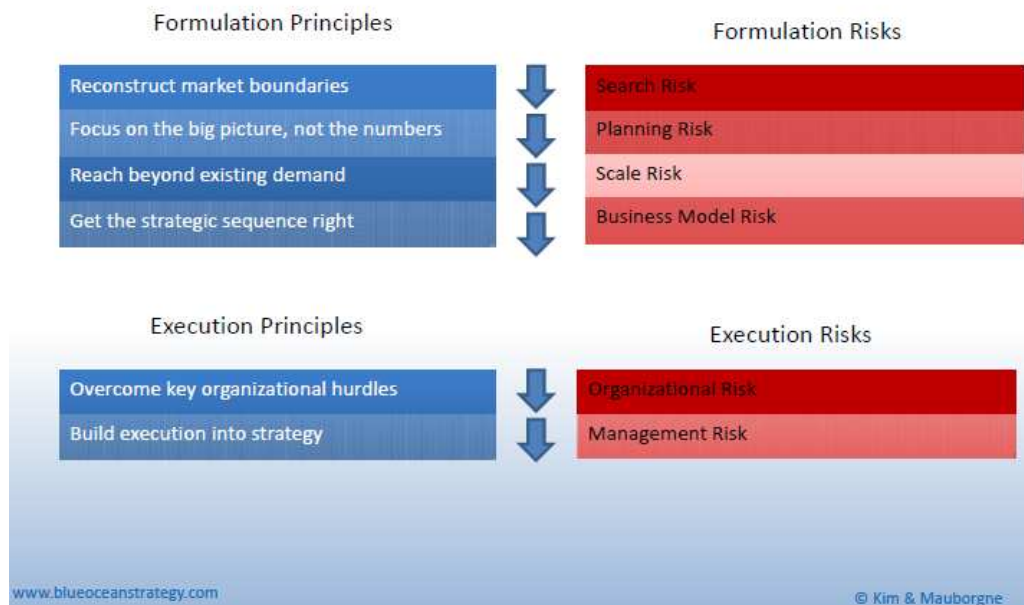 Formulation Principles
Formulation Risks
Reconstruct market boundaries
Search Risk
Focus on the big picture, not the numbers
Planning Risk
Reach beyond existing demand
Scale Risk
Get the strategic sequence right
Business Model Risk
Execution Principles
Execution Risks
Overcome key organizational hurdles
Organizational Risk
Build execution into strategy
Management Risk
www.blueoceanstrategy.com
© Kim & Mauborgne